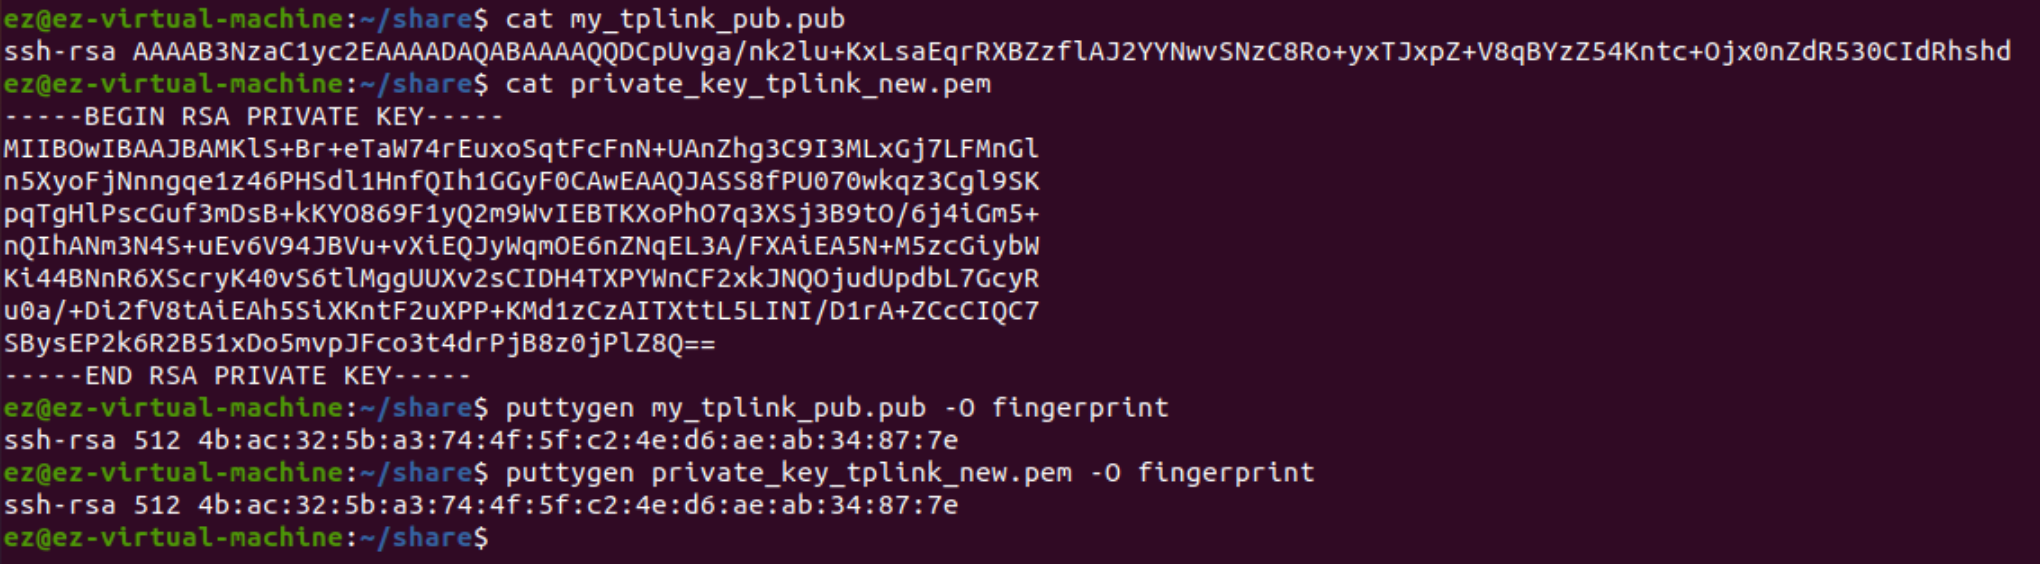 ez@ez-virtual-machine:~/share$ cat my_tplink_pub.pub
ssh-rsa AAAAB3NzaC1yc2EAAAADAQABAAAAQQDCpUvga/nk2lu+KxLsaEqrRXBZzflAJ2YYNwvSNzC8Ro+yxTJxpZ+V8qBYzZ54Kntc+Ojx0nZdR530CIdRhshd
ez@ez-virtual-machine:~/share$ cat private_key_tplink_new.pem
-----BEGIN RSA PRIVATE KEY-----
MIIBOwIBAAJBAMKlS+Br+eTaW74rEuxoSqtFcFnN+UAnZhg3C9I3MLxGj7LFMnGl
n5XyoFjNnngqe1z46PHSdl1HnfQIh1GGyF0CAwEAAQJASS8fPU070wkqz3Cgl9SK
pqTgHlPscGuf3mDsB+kKYO869F1yQ2m9WvIEBTKXoPhO7q3XSj3B9tO/6j4iGm5+
nQIhANm3N4S+uEv6V94JBVu+vXiEQJyWqmOE6nZNqEL3A/FXAiEA5N+M5zcGiybW
Ki44BNnR6XScryK40vS6tlMggUUXv2sCIDH4TXPYWnCF2xkJNQOjudUpdbL7GcyR
u0a/+Di2fV8tAiEAh5SiXKntF2uXPP+KMd1zCzAITXttL5LINI/D1rA+ZCcCIQC7
SBysEP2k6R2B51xDo5mvpJFco3t4drPjB8z0jPlZ8Q==
-----END RSA PRIVATE KEY-----
ez@ez-virtual-machine:~/share$ puttygen my_tplink_pub.pub -O fingerprint
ssh-rsa 512 4b:ac:32:5b:a3:74:4f:5f:c2:4e:d6:ae:ab:34:87:7e
ez@ez-virtual-machine:~/share$ puttygen private_key_tplink_new.pem -O fingerprint
ssh-rsa 512 4b:ac:32:5b:a3:74:4f:5f:c2:4e:d6:ae:ab:34:87:7e
ez@ez-virtual-machine:~/share$